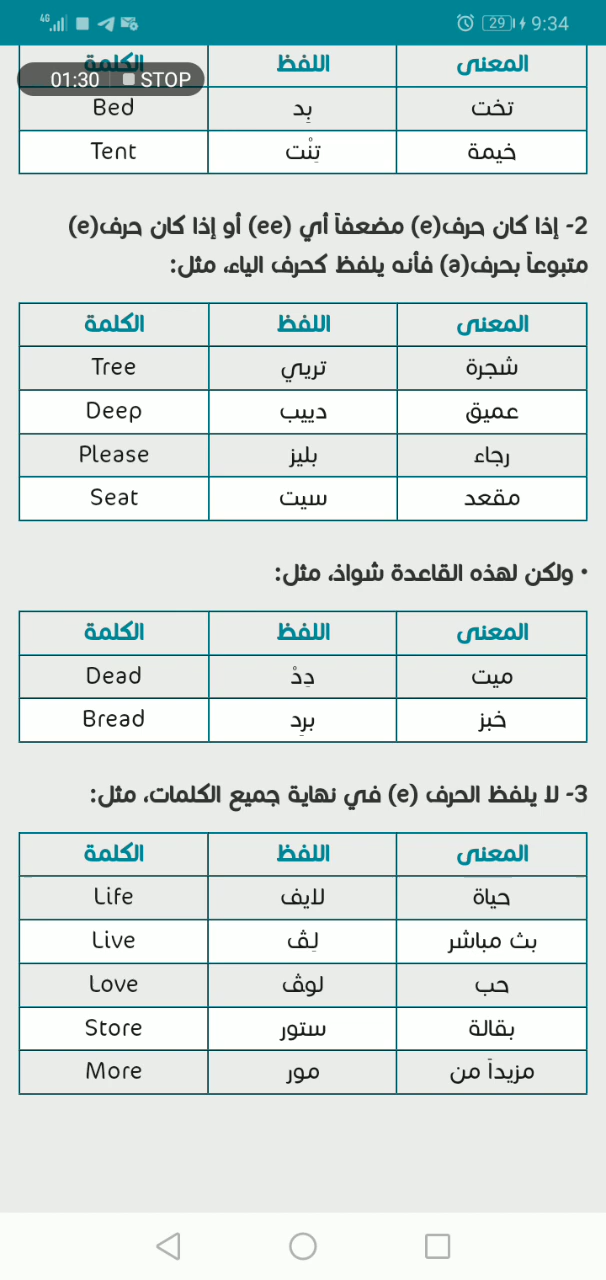 4G 29 9:34
01:30 STOP
المعنى اللفظ الكلمة
تخت بِد Bed
خيمة تِنْت Tent
2- إذا كان حرف(e) مضعفاً أي (ee) أو إذا كان حرف(e)
متبوعاً بحرف(a) فأنه يلفظ كحرف الياء، مثل:
المعنى اللفظ الكلمة
شجرة تريي Tree
عميق دييب Deep
رجاء بليز Please
مقعد سيت Seat
• ولكن لهذه القاعدة شواذ، مثل:
المعنى اللفظ الكلمة
ميت دِدْ Dead
خبز برِد Bread
3- لا يلفظ الحرف (e) في نهاية جميع الكلمات، مثل:
المعنى اللفظ الكلمة
حياة لايف Life
بث مباشر لِڤ Live
حب لوڤ Love
بقالة ستور Store
مزيداً من مور More